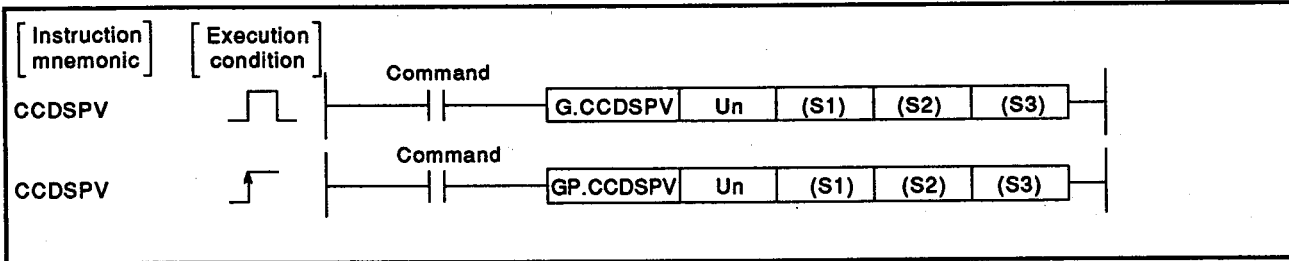 Instruction mnemonic
Execution condition
Command
CCDSPV
G.CCDSPV Un (S1) (S2) (S3)
Command
CCDSPV
GP.CCDSPV Un (S1) (S2) (S3)